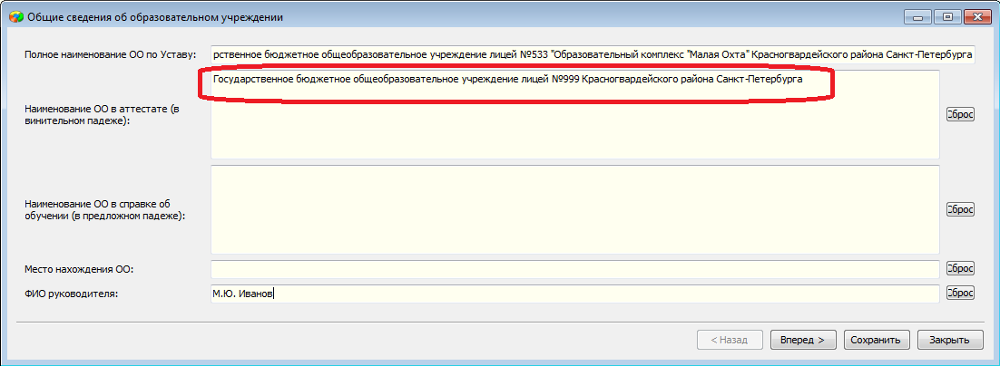 Общие сведения об образовательном учреждении
Полное наименование ОО по Уставу:
рственное бюджетное общеобразовательное учреждение лицей №533 "Образовательный комплекс "Малая Охта" Красногвардейского района Санкт-Петербурга
Государственное бюджетное общеобразовательное учреждение лицей №999 Красногвардейского района Санкт-Петербурга
Наименование ОО в аттестате (в
винительном падеже):
Сброс
Наименование ОО в справке об
обучении (в предложном падеже):
Сброс
Место нахождения ОО:
Сброс
ФИО руководителя:
М.Ю. Иванов
Сброс
< Назад
Вперед >
Сохранить
Закрыть